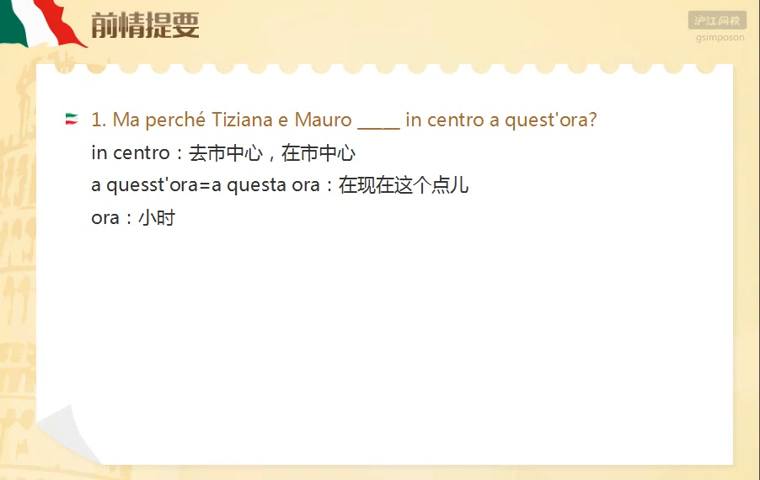 前情提要
沪江网校
gsimposon
1. Ma perché Tiziana e Mauro _____ in centro a quest'ora?
in centro：去市中心，在市中心
a quesst'ora=a questa ora：在现在这个点儿
ora：小时